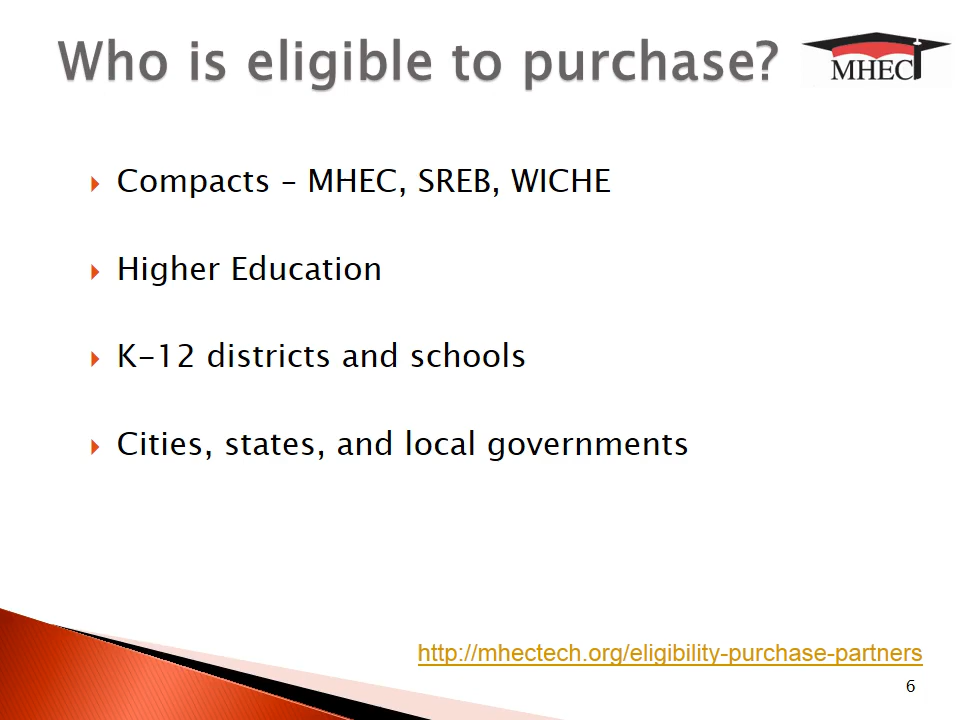 Who is eligible to purchase?
MHEC
Compacts – MHEC, SREB, WICHE
Higher Education
K-12 districts and schools
Cities, states, and local governments
http://mhectech.org/eligibility-purchase-partners
6